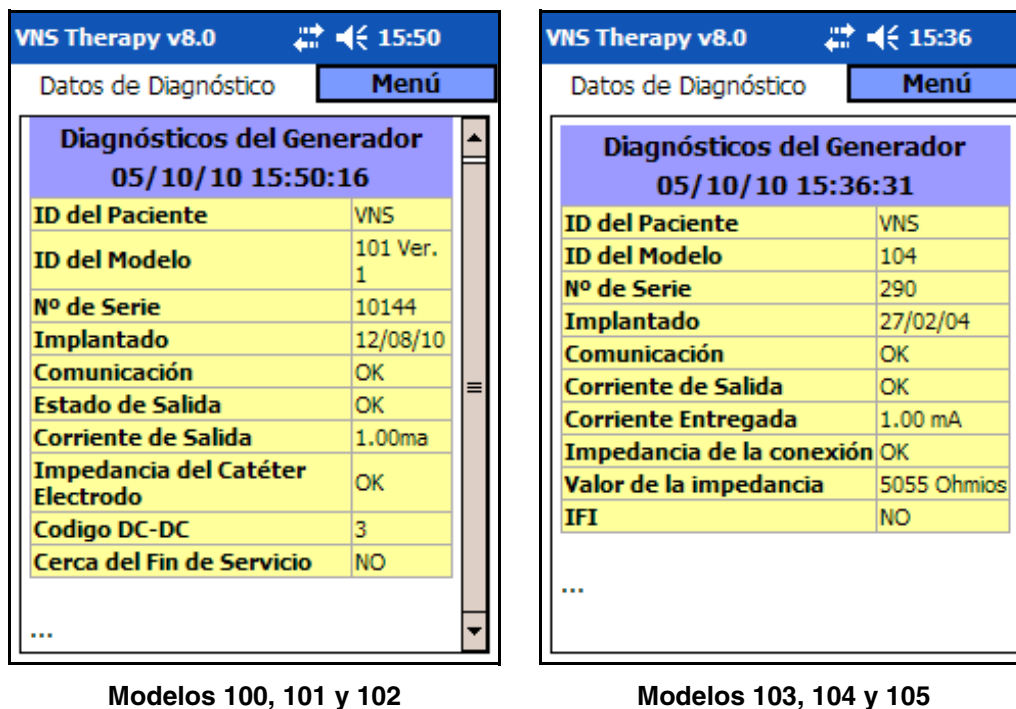 VNS Therapy v8.0 15:50
Datos de Diagnóstico Menú
Diagnósticos del Generador
05/10/10 15:50:16
ID del Paciente VNS
ID del Modelo 101 Ver. 1
Nº de Serie 10144
Implantado 12/08/10
Comunicación OK
Estado de Salida OK
Corriente de Salida 1.00ma
Impedancia del Catéter
Electrodo OK
Codigo DC-DC 3
Cerca del Fin de Servicio NO
...
Modelos 100, 101 y 102
VNS Therapy v8.0 15:36
Datos de Diagnóstico Menú
Diagnósticos del Generador
05/10/10 15:36:31
ID del Paciente VNS
ID del Modelo 104
Nº de Serie 290
Implantado 27/02/04
Comunicación OK
Corriente de Salida OK
Corriente Entregada 1.00 mA
Impedancia de la conexión OK
Valor de la impedancia 5055 Ohmios
IFI NO
...
Modelos 103, 104 y 105